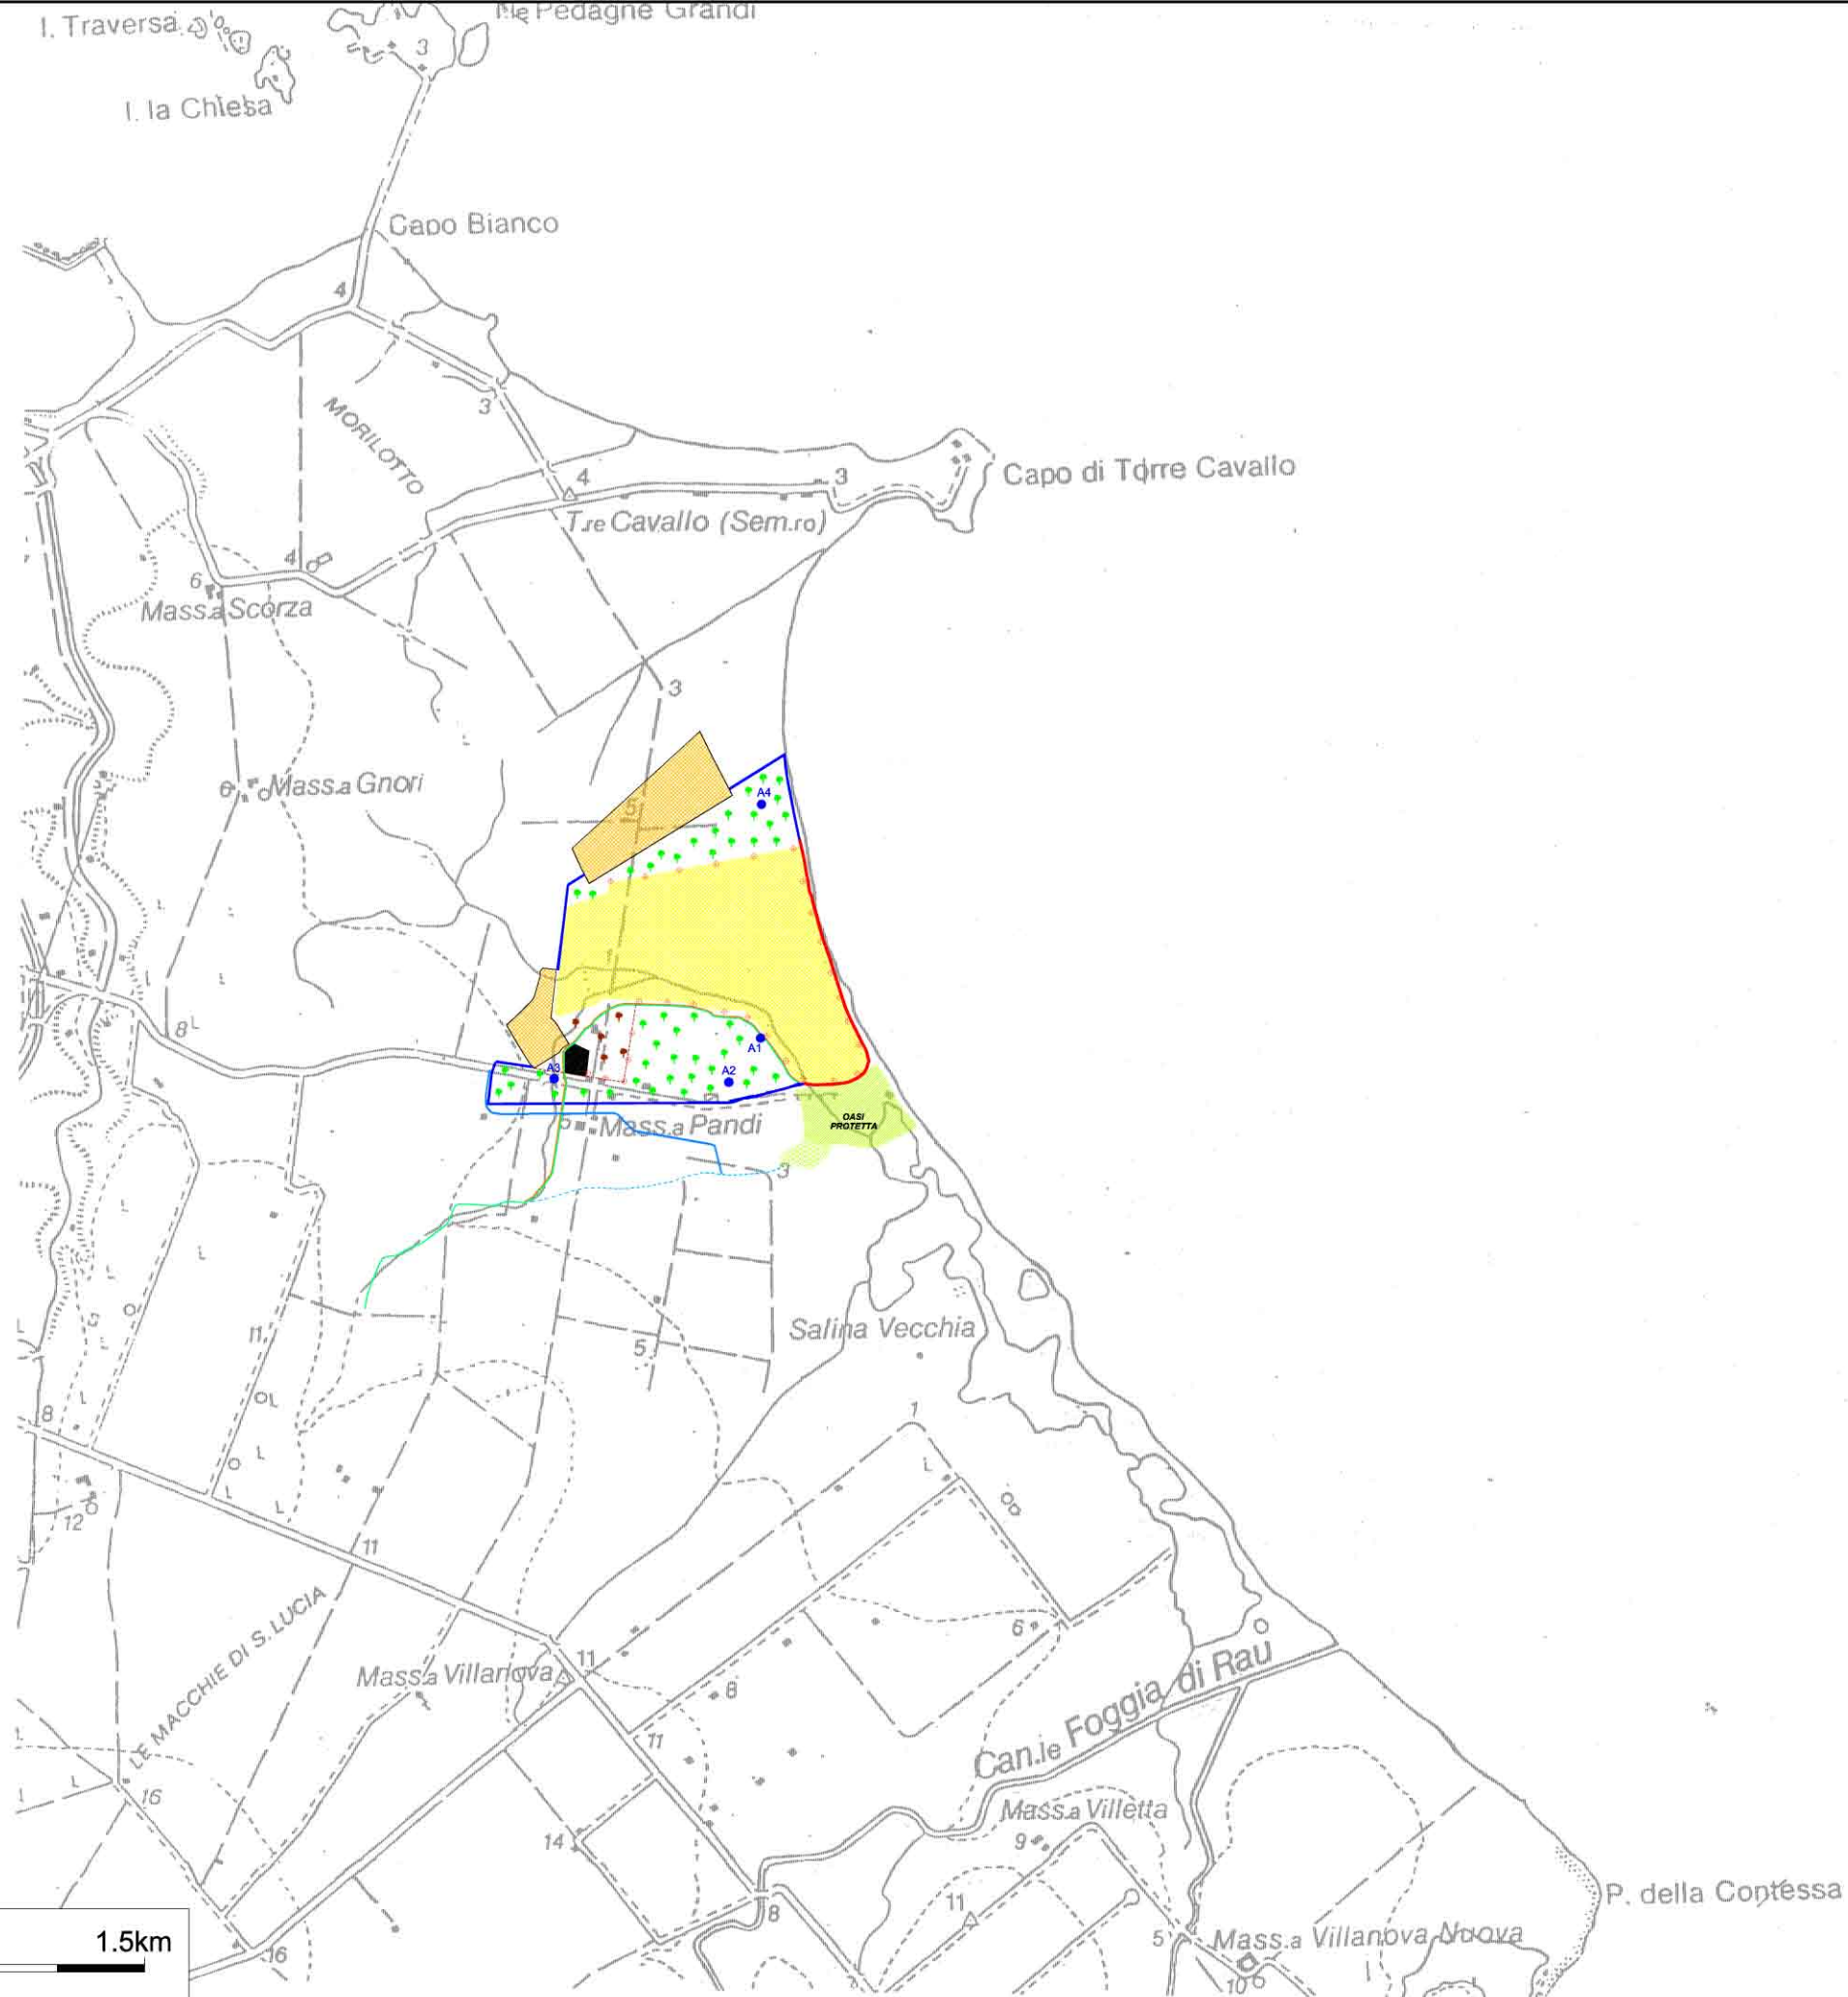 I. Traversa
I.le Pedagne Grandi
3
I. la Chiesa
Capo Bianco
4
3
MORILOTTO
4
3
Capo di Torre Cavallo
T.re Cavallo (Sem.ro)
4
6
Mass.a Scorza
3
6
Mass.a Gnori
A4
5
8
A1
A3
A2
OASI
PROTETTA
5
Mass.a Pandi
3
11
Salina Vecchia
5
8
1
12
11
LE MACCHIE DI S. LUCIA
6
Mass.a Villanova
11
8
Can.le Foggia di Rau
11
16
Mass.a Villetta
14
9
P. della Contessa
11
8
1.5km
5
Mass.a Villanova Nuova
16
10